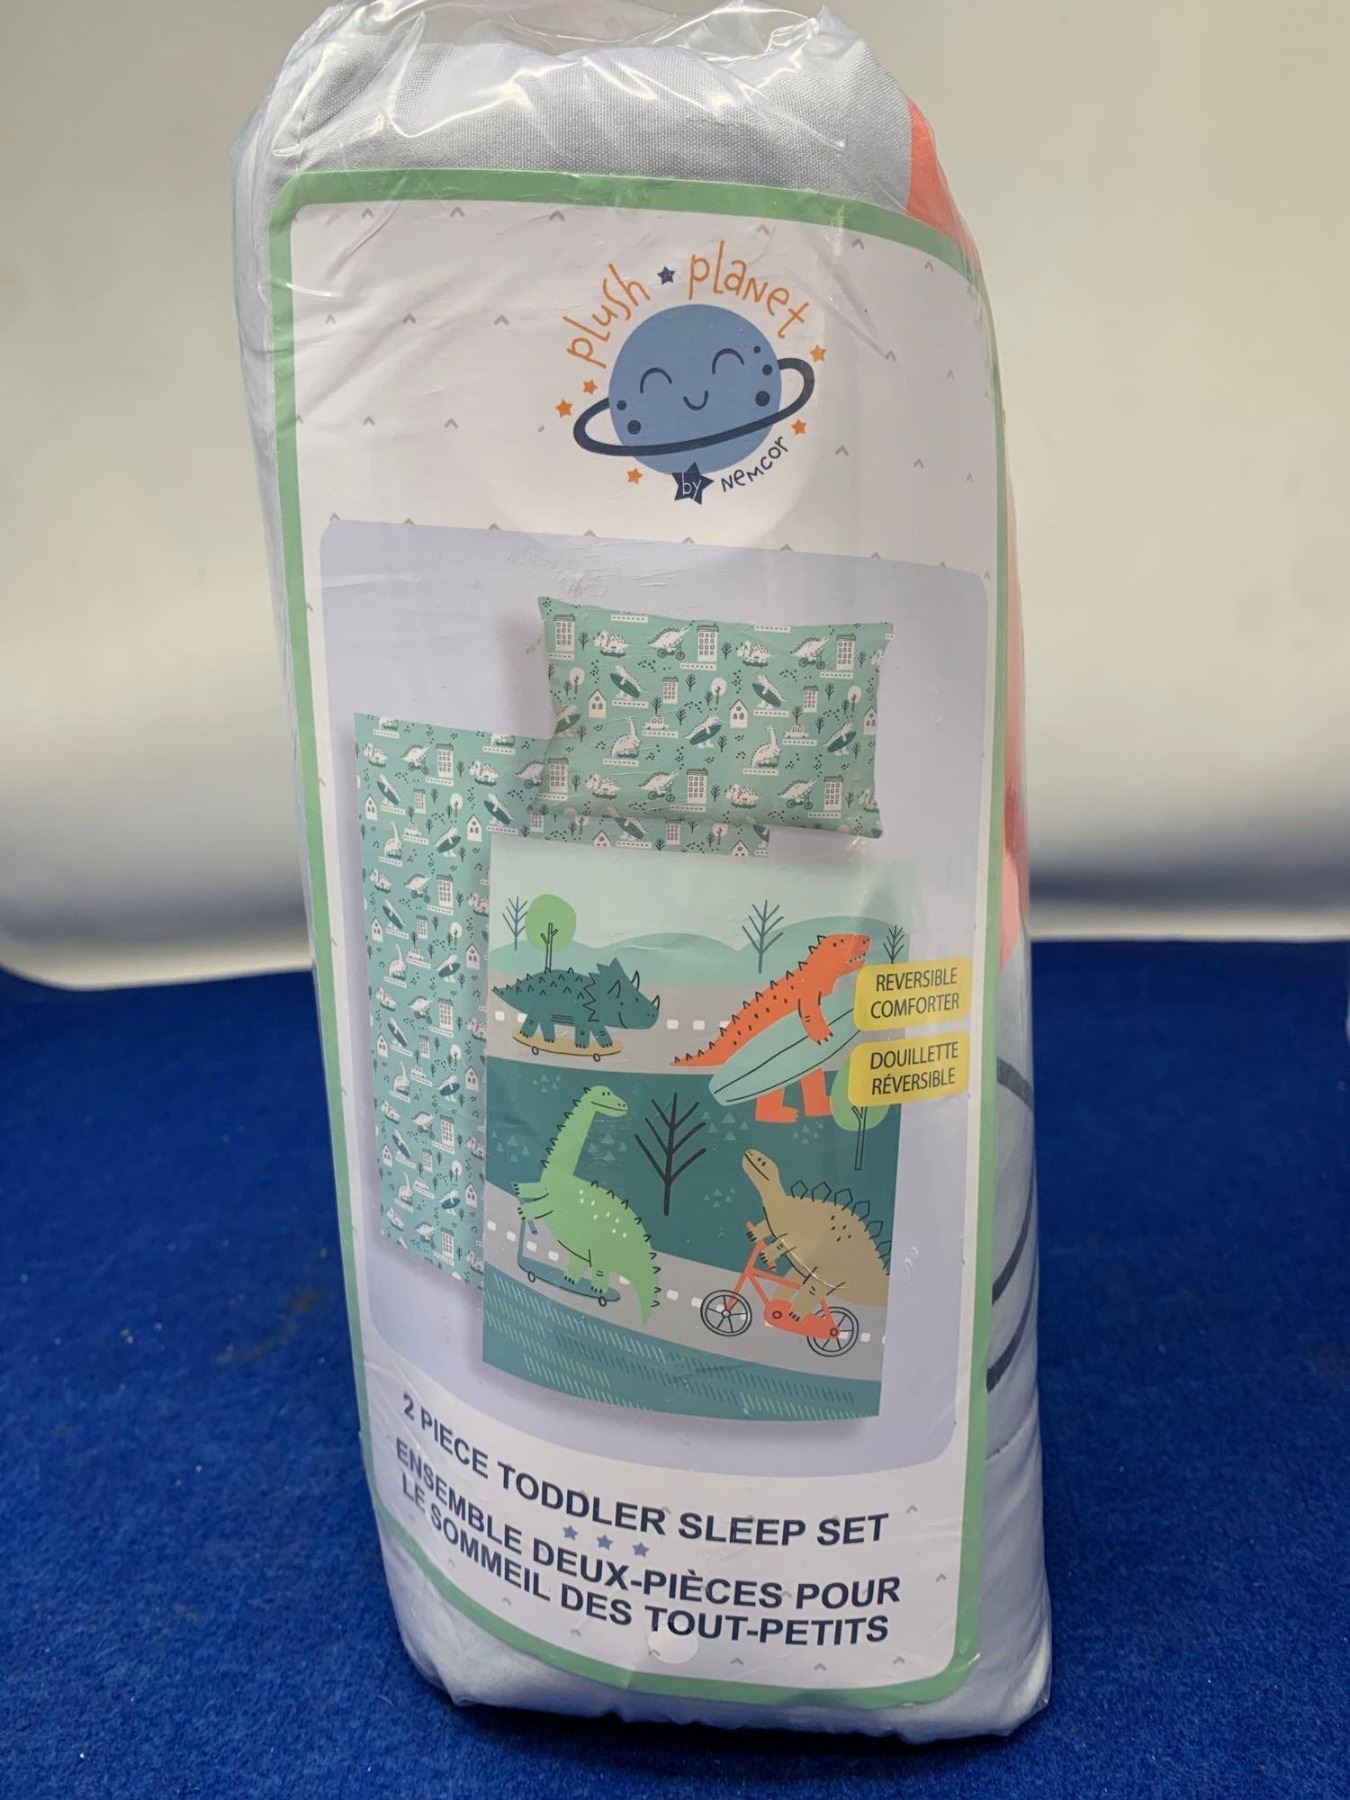 plush planet
by Nemcor
REVERSIBLE
COMFORTER
DOUILLETTE
RÉVERSIBLE
2 PIECE TODDLER SLEEP SET
ENSEMBLE DEUX-PIÈCES POUR
LE SOMMEIL DES TOUT-PETITS